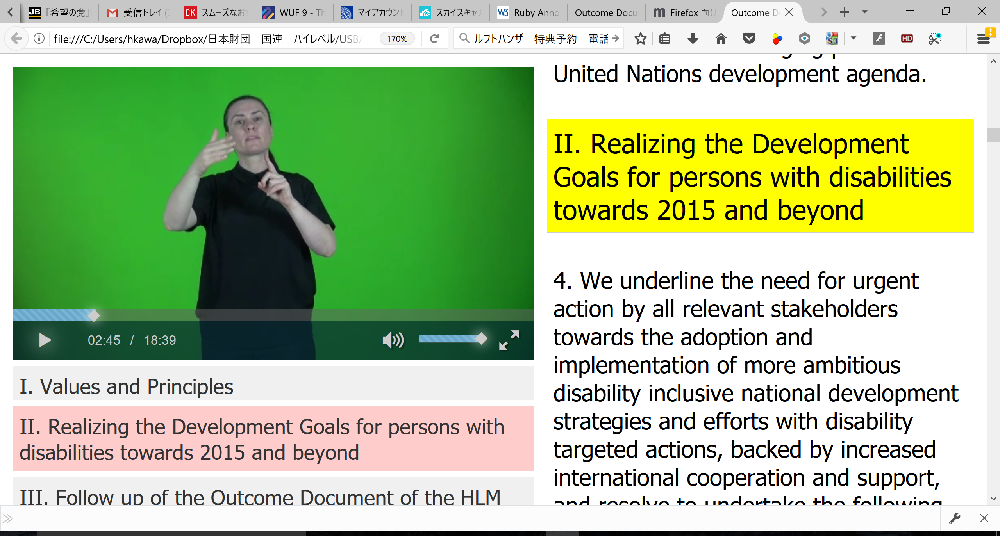 JB 「希望の党」
受信トレイ (
EK スムーズなお
WUF 9 - Th
マイアカウント
スカイスキャナ
W3 Ruby Anno
Outcome Docu
m Firefox 向け
Outcome D
file:///C:/Users/hkawa/Dropbox/日本財団　国連　ハイレベル/USB/
170%
ルフトハンザ　特典予約　電話
S3
HD
United Nations development agenda.
II. Realizing the Development
Goals for persons with disabilities
towards 2015 and beyond
4. We underline the need for urgent
action by all relevant stakeholders
towards the adoption and
implementation of more ambitious
disability inclusive national development
strategies and efforts with disability
targeted actions, backed by increased
international cooperation and support,
and resolve to undertake the following
02:45 / 18:39
I. Values and Principles
II. Realizing the Development Goals for persons with
disabilities towards 2015 and beyond
III. Follow up of the Outcome Document of the HLM